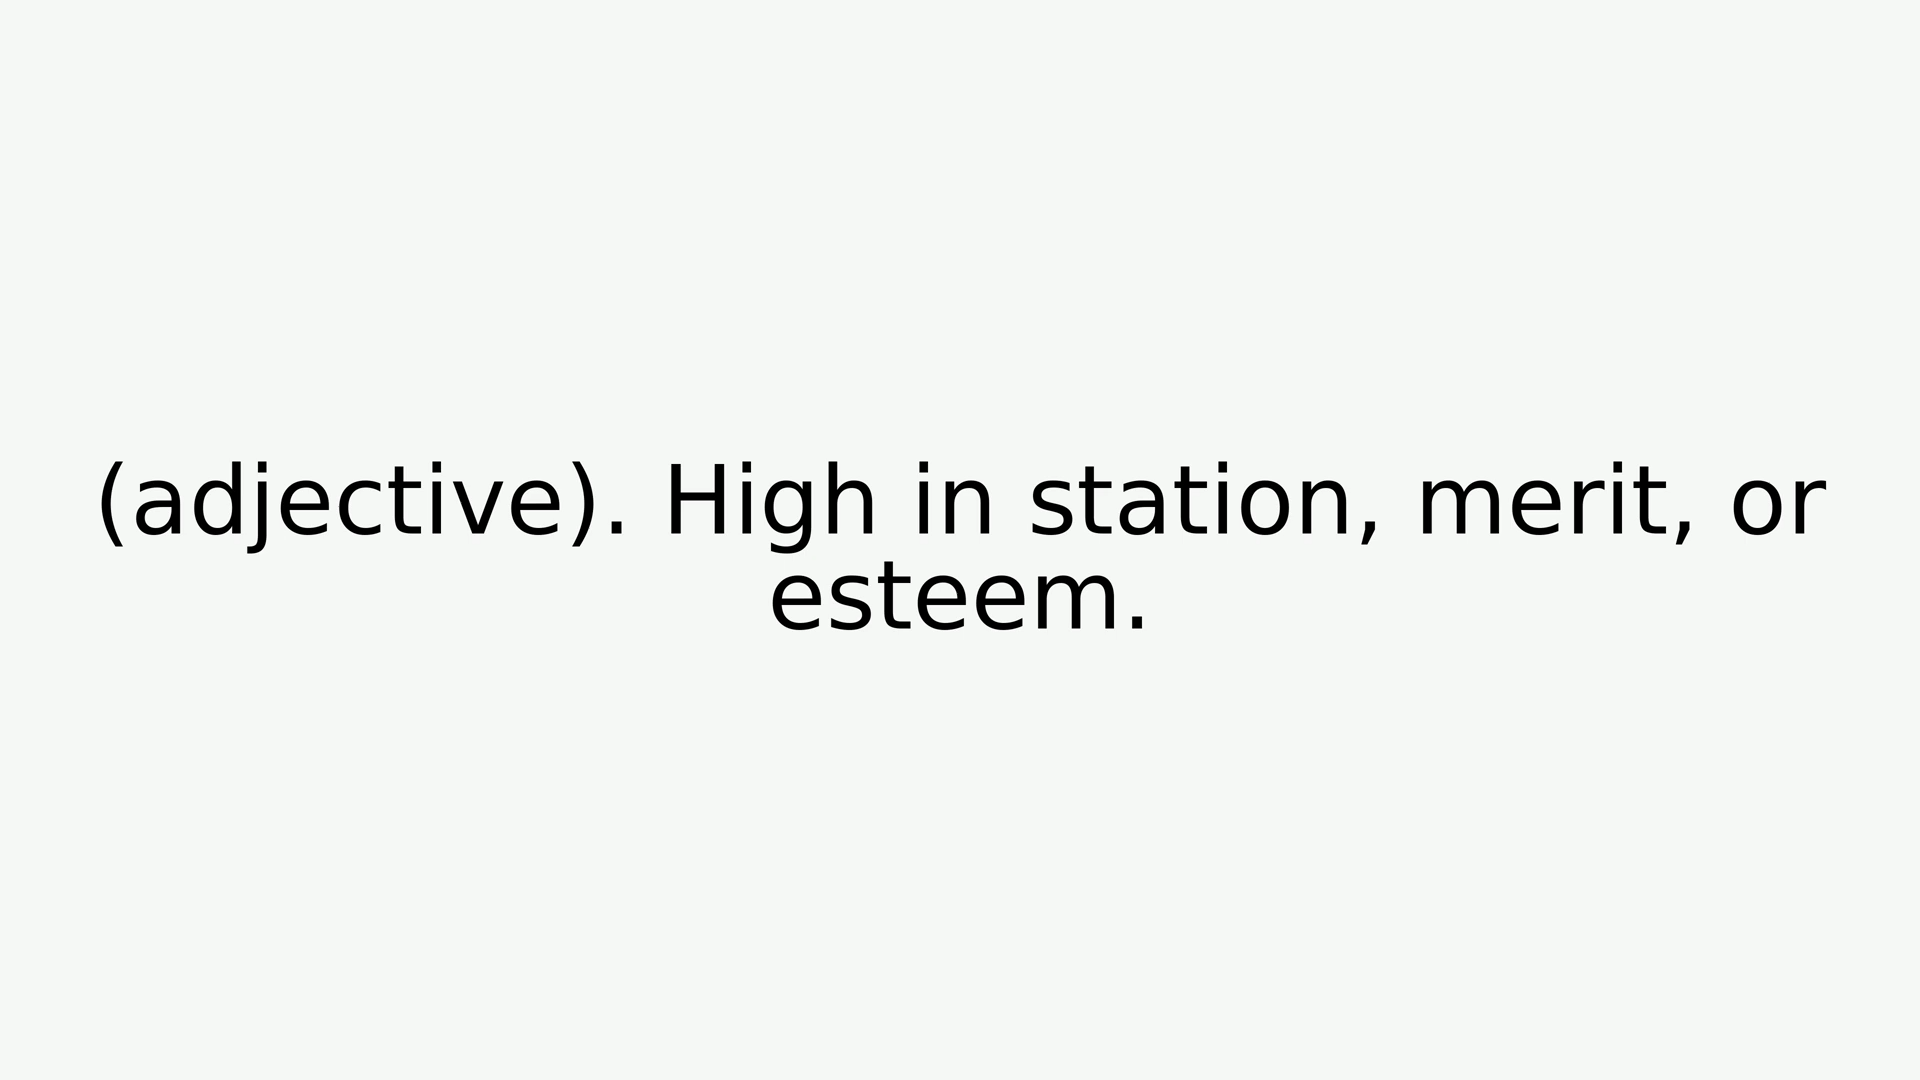 (adjective). High in station, merit, or
esteem.